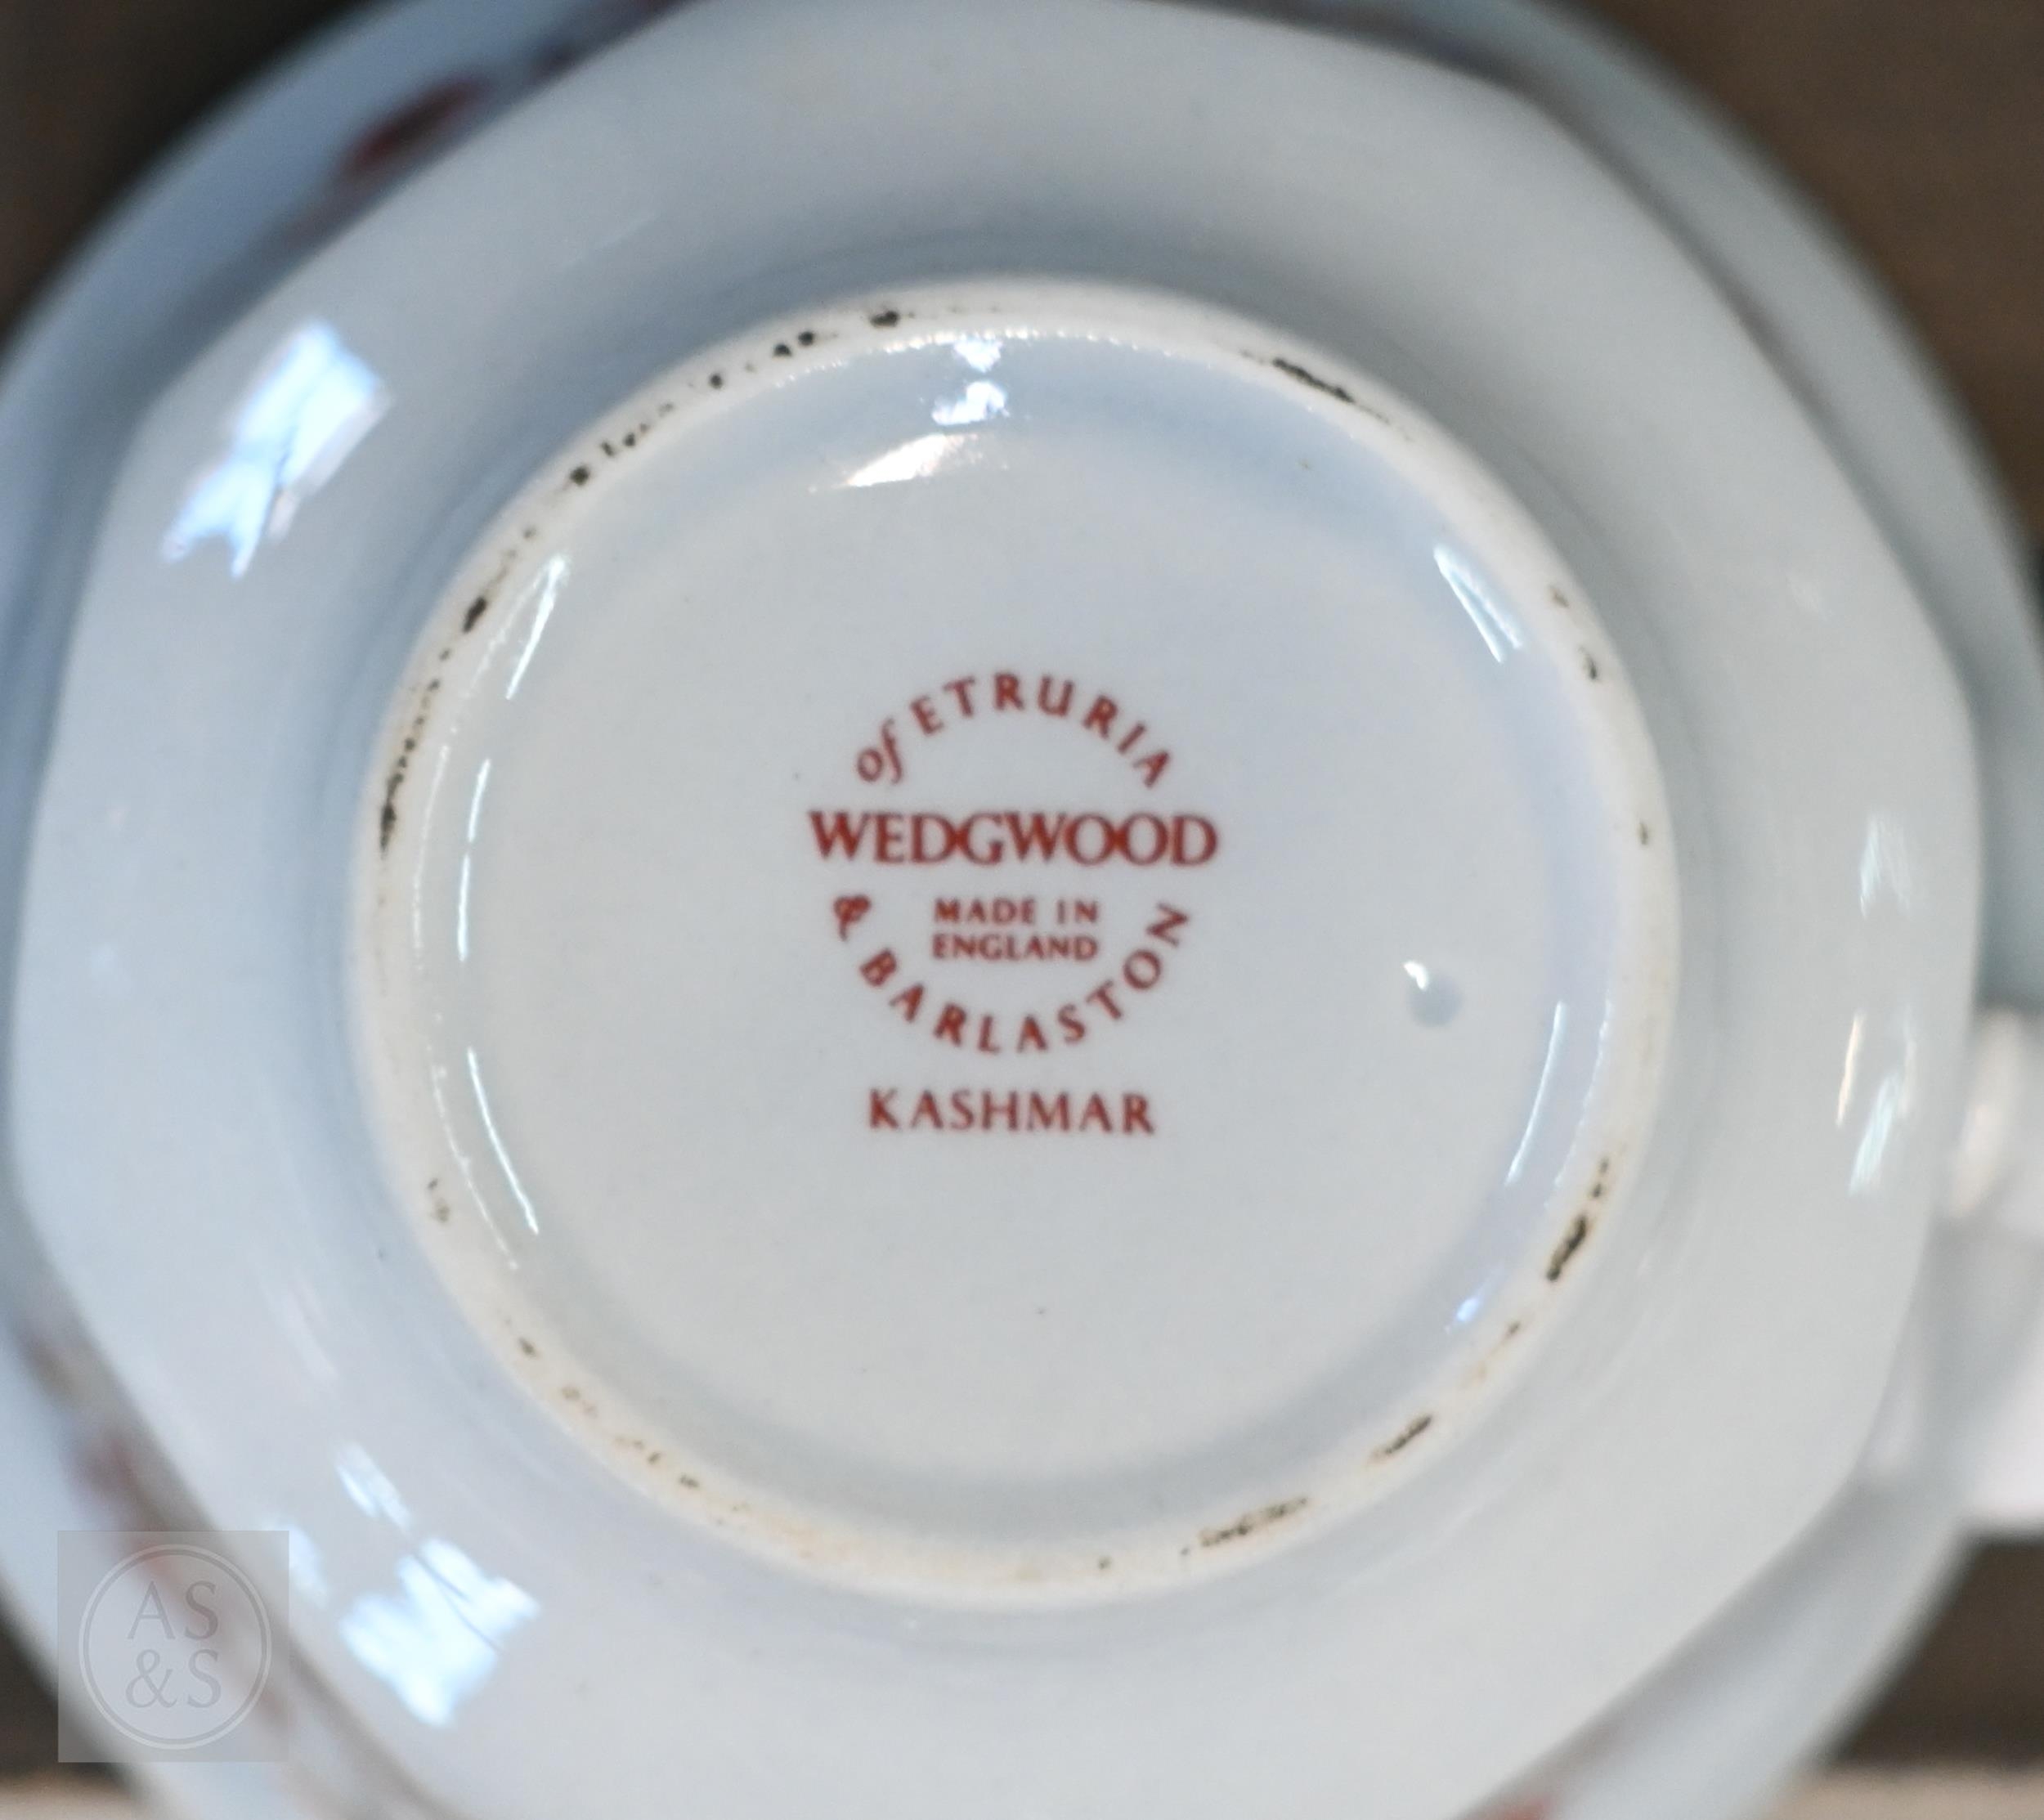 of ETRURIA
WEDGWOOD
MADE IN
ENGLAND
& BARLASTON
KASHMAR
AS
&S